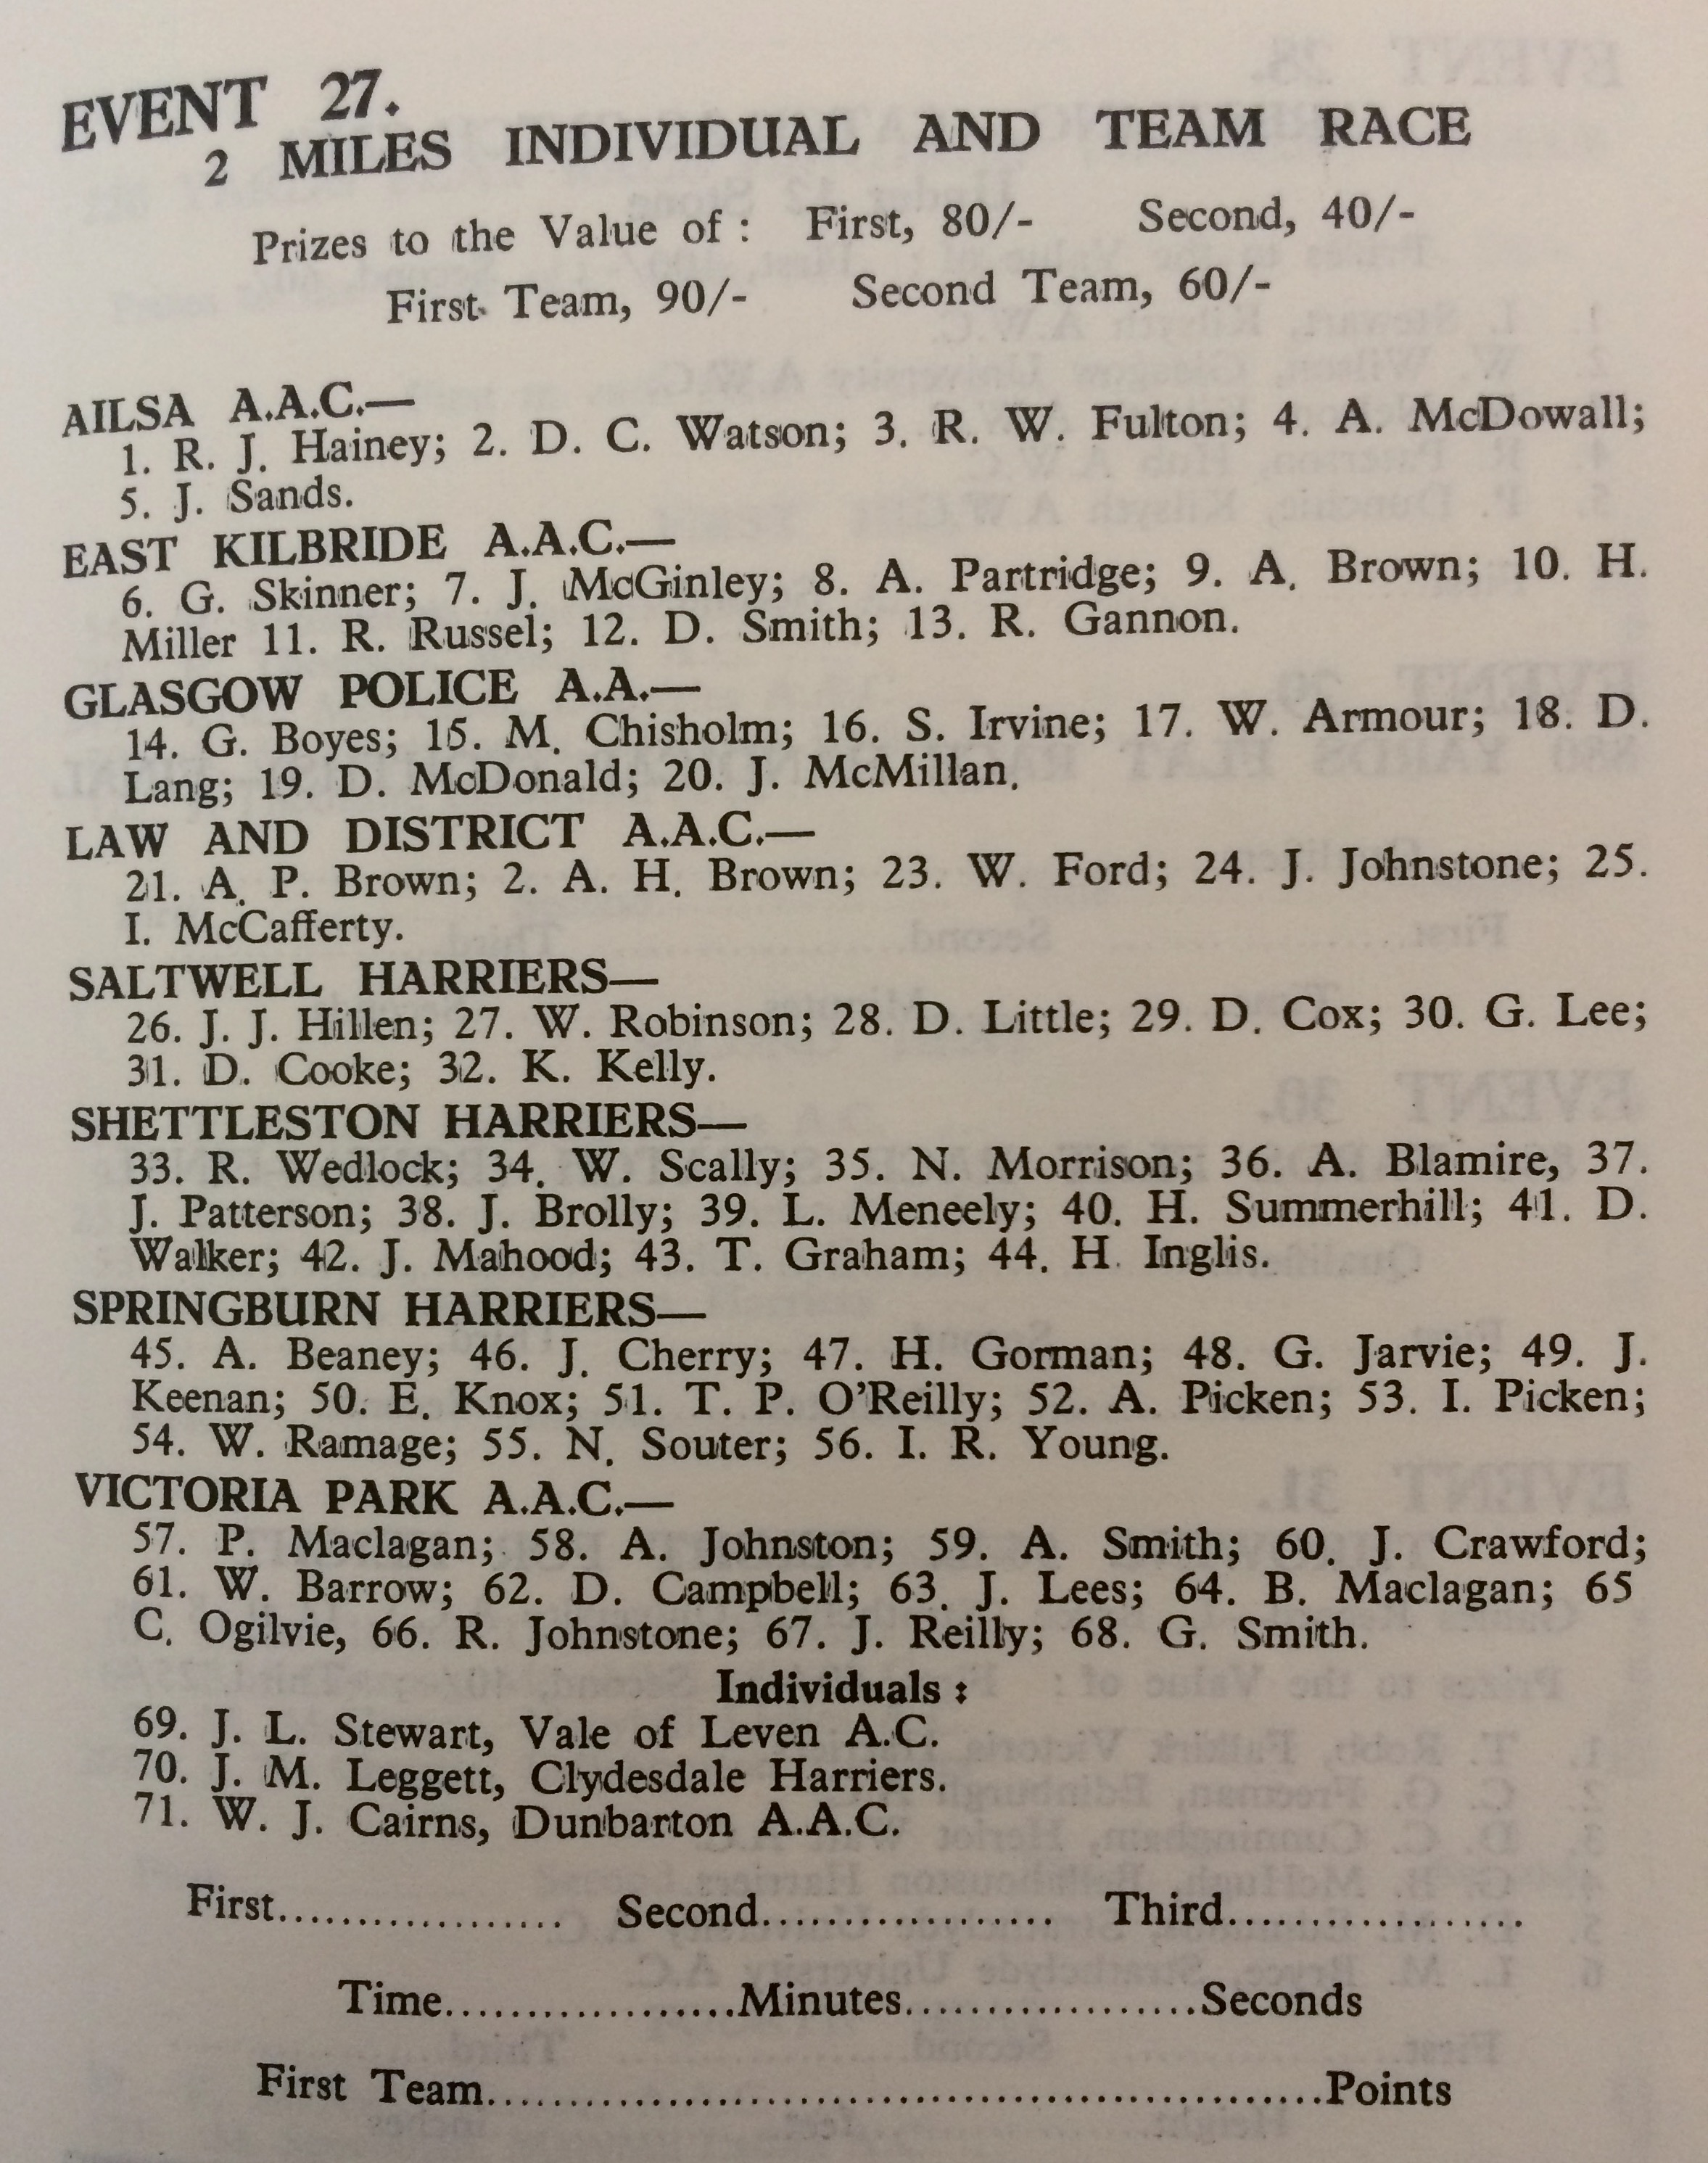 EVENT 27.
2 MILES INDIVIDUAL AND TEAM RACE
Prizes to the Value of : First, 80/- Second, 40/-
First Team, 90/- Second Team, 60/-
AILSA A.A.C.—
1. R. J. Hainey; 2. D. C. Watson; 3. R. W. Fulton; 4. A. McDowall;
5. J. Sands.
EAST KILBRIDE A.A.C.—
6. G. Skinner; 7. J. McGinley; 8. A. Partridge; 9. A. Brown; 10. H.
Miller 11. R. Russel; 12. D. Smith; 13. R. Gannon.
GLASGOW POLICE A.A.—
14. G. Boyes; 15. M. Chisholm; 16. S. Irvine; 17. W. Armour; 18. D.
Lang; 19. D. McDonald; 20. J. McMillan.
LAW AND DISTRICT A.A.C.—
21. A. P. Brown; 2. A. H. Brown; 23. W. Ford; 24. J. Johnstone; 25.
I. McCafferty.
SALTWELL HARRIERS—
26. J. J. Hillen; 27. W. Robinson; 28. D. Little; 29. D. Cox; 30. G. Lee;
31. D. Cooke; 32. K. Kelly.
SHETTLESTON HARRIERS—
33. R. Wedlock; 34. W. Scally; 35. N. Morrison; 36. A. Blamire, 37.
J. Patterson; 38. J. Brolly; 39. L. Meneely; 40. H. Summerhill; 41. D.
Walker; 42. J. Mahood; 43. T. Graham; 44. H. Inglis.
SPRINGBURN HARRIERS—
45. A. Beaney; 46. J. Cherry; 47. H. Gorman; 48. G. Jarvie; 49. J.
Keenan; 50. E. Knox; 51. T. P. O'Reilly; 52. A. Picken; 53. I. Picken;
54. W. Ramage; 55. N. Souter; 56. I. R. Young.
VICTORIA PARK A.A.C.—
57. P. Maclagan; 58. A. Johnston; 59. A. Smith; 60. J. Crawford;
61. W. Barrow; 62. D. Campbell; 63. J. Lees; 64. B. Maclagan; 65
C. Ogilvie, 66. R. Johnstone; 67. J. Reilly; 68. G. Smith.
Individuals :
69. J. L. Stewart, Vale of Leven A.C.
70. J. M. Leggett, Clydesdale Harriers.
71. W. J. Cairns, Dunbarton A.A.C.
First.................. Second................... Third...................
Time...................Minutes...................Seconds
First Team.......................................................Points